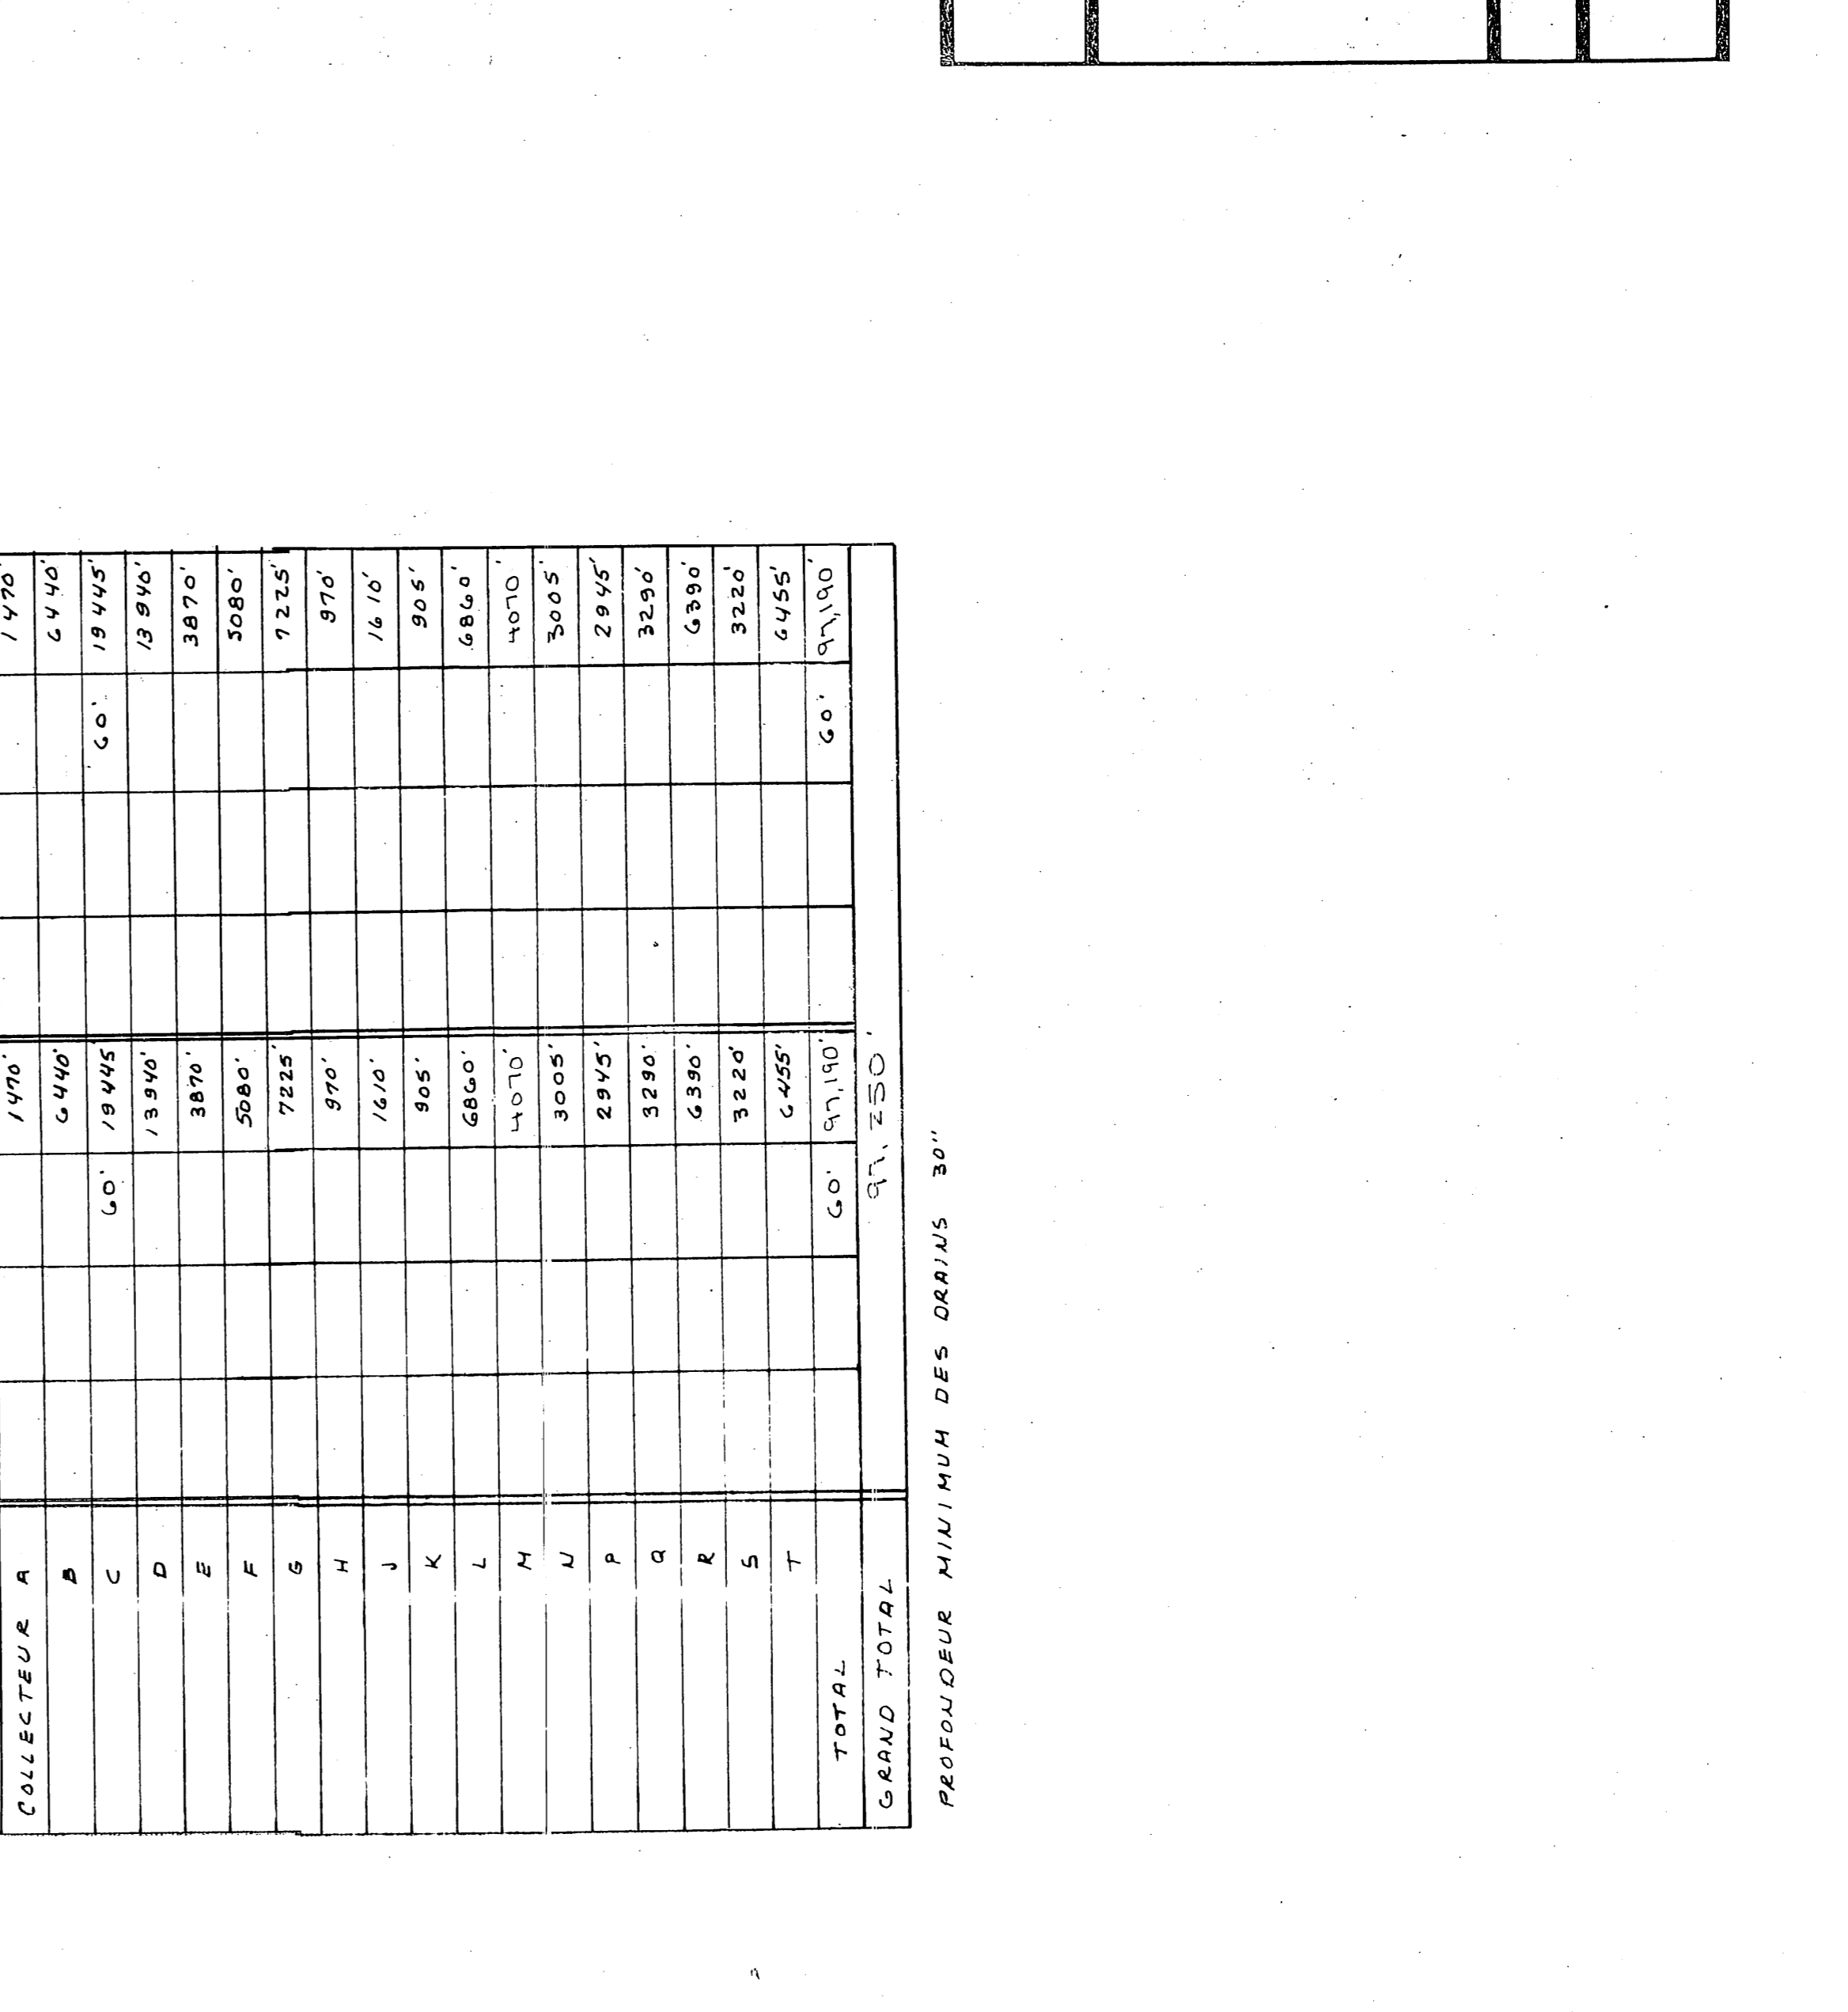 COLLECTEUR A 1470' 1470'
B 6440' 6440'
C 60' 19445 60' 19445'
D 13940' 13940'
E 3870' 3870'
F 5080' 5080'
G 7225' 7225'
H 970' 970'
J 1610' 1610'
K 905' 905'
L 6860' 6860'
M 4070' 4070'
N 3005' 3005'
P 2945' 2945'
Q 3290' 3290'
R 6390' 6390'
S 3220' 3220'
T 6455' 6455'
TOTAL 60' 97,190' 60' 97,190'
GRAND TOTAL 97,250'
PROFONDEUR MINIMUM DES DRAINS 30"